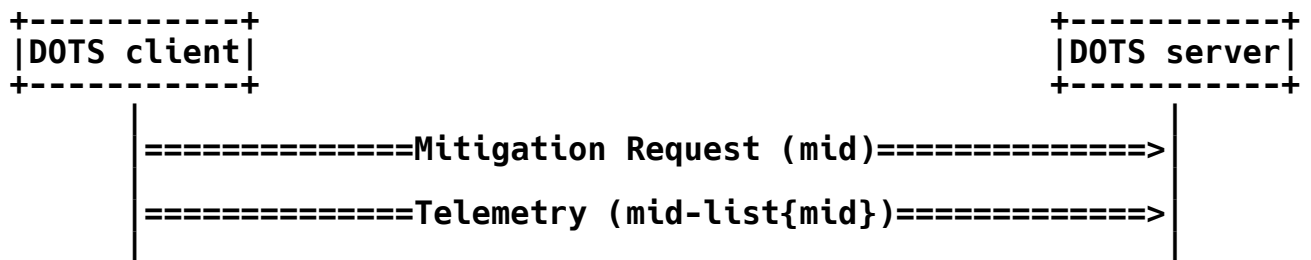 +-----------+ +-----------+
|DOTS client| |DOTS server|
+-----------+ +-----------+
|==============Mitigation Request (mid)==============>|
|==============Telemetry (mid-list{mid})=============>|